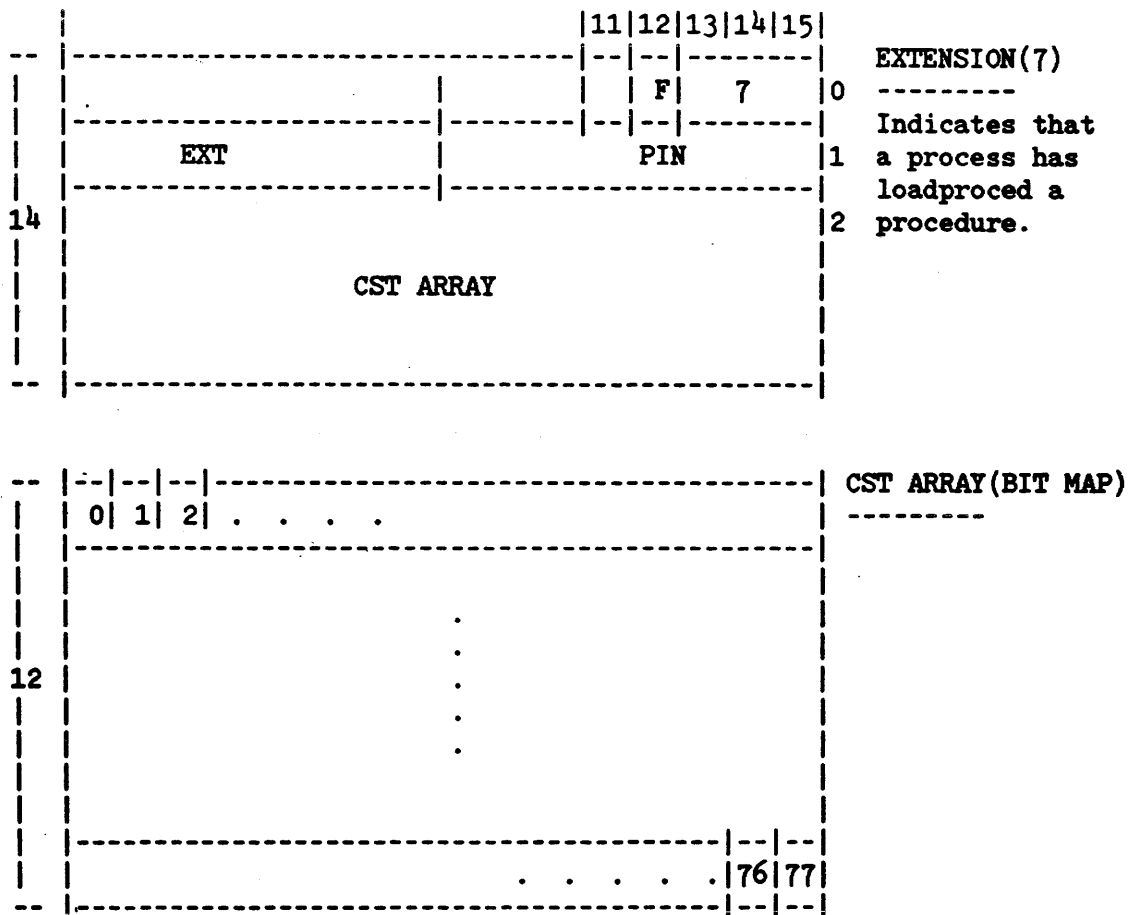 |11|12|13|14|15|
EXTENSION(7)
F| 7 |0 ---------
Indicates that
EXT | PIN |1 a process has
loadproced a
14 |2 procedure.
CST ARRAY
CST ARRAY(BIT MAP)
0| 1| 2| . . . . ---------
.
.
12 .
.
.
. . . . .|76|77|